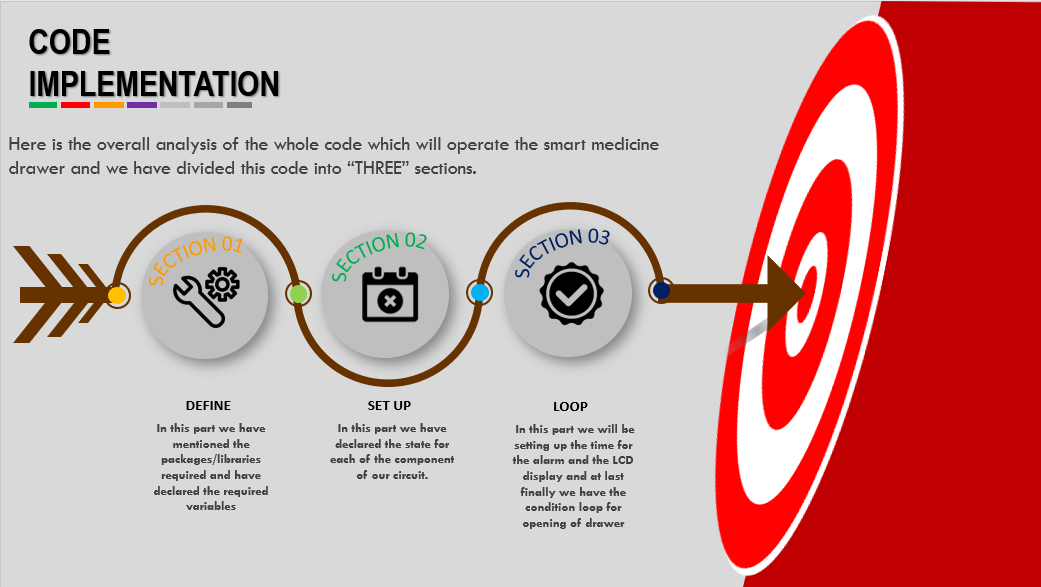 CODE
IMPLEMENTATION
Here is the overall analysis of the whole code which will operate the smart medicine
drawer and we have divided this code into “THREE” sections.
SECTION 01
SECTION 02
SECTION 03
DEFINE
In this part we have
mentioned the
packages/libraries
required and have
declared the required
variables
SET UP
In this part we have
declared the state for
each of the component
of our circuit.
LOOP
In this part we will be
setting up the time for
the alarm and the LCD
display and at last
finally we have the
condition loop for
opening of drawer